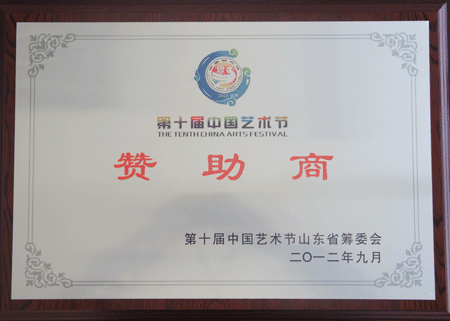 第十届中国艺术节
THE TENTH CHINA ARTS FESTIVAL
赞助商
第十届中国艺术节山东省筹委会
二〇一二年九月